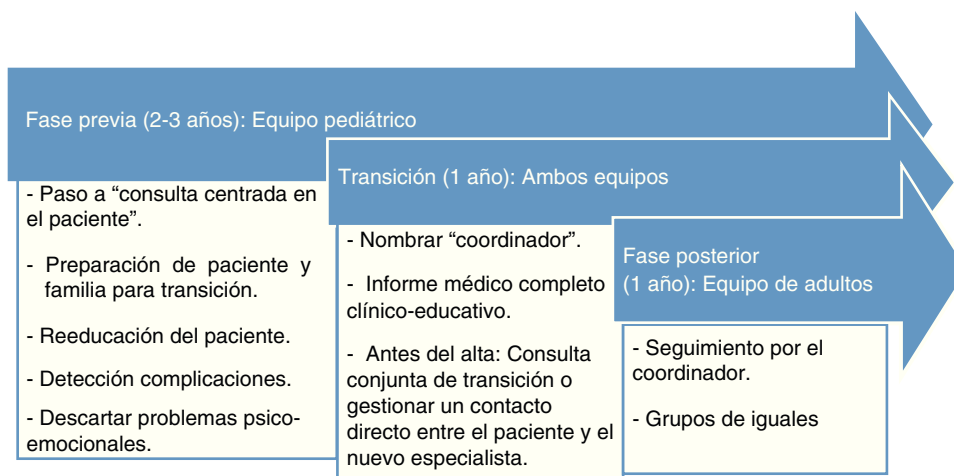 Fase previa (2-3 años): Equipo pediátrico
- Paso a “consulta centrada en
el paciente”.
- Preparación de paciente y
familia para transición.
- Reeducación del paciente.
- Detección complicaciones.
- Descartar problemas psico-
emocionales.
Transición (1 año): Ambos equipos
- Nombrar “coordinador”.
- Informe médico completo
clínico-educativo.
- Antes del alta: Consulta
conjunta de transición o
gestionar un contacto
directo entre el paciente y el
nuevo especialista.
Fase posterior
(1 año): Equipo de adultos
- Seguimiento por el
coordinador.
- Grupos de iguales